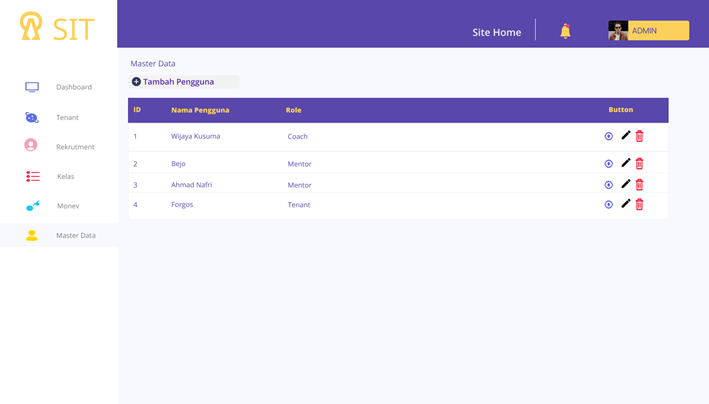 SIT
Site Home
ADMIN
Dashboard
Tenant
Rekrutment
Kelas
Monev
Master Data
Master Data
Tambah Pengguna
ID Nama Pengguna Role Button
1 Wijaya Kusuma Coach
2 Bejo Mentor
3 Ahmad Nafri Mentor
4 Forgos Tenant